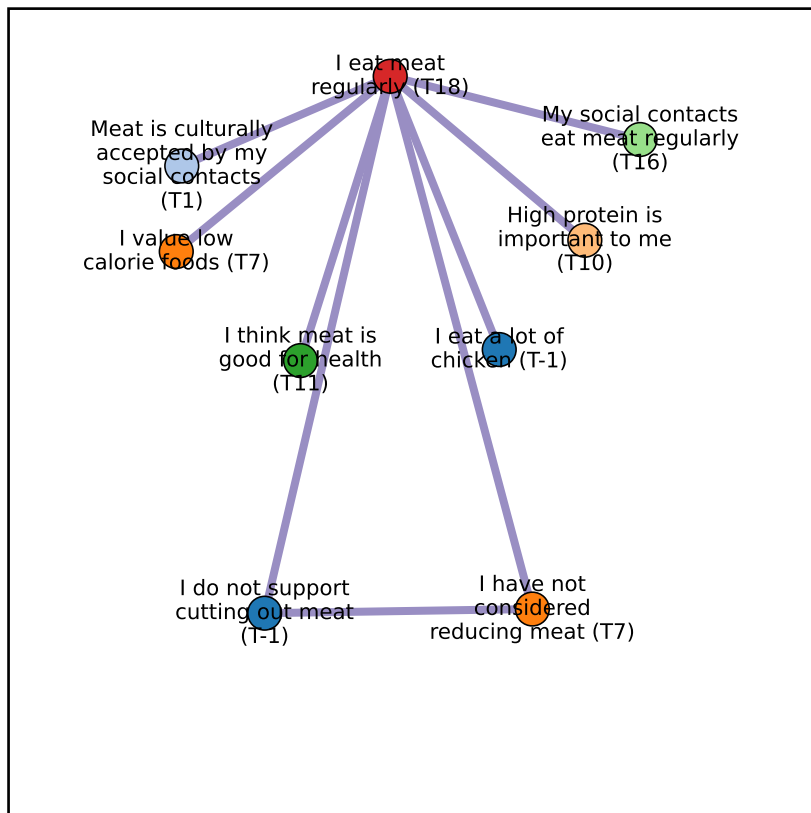 I eat meat
regularly (T18)
Meat is culturally
accepted by my
social contacts
(T1)
My social contacts
eat meat regularly
(T16)
I value low
calorie foods (T7)
High protein is
important to me
(T10)
I think meat is
good for health
(T11)
I eat a lot of
chicken (T-1)
I do not support
cutting out meat
(T-1)
I have not
considered
reducing meat (T7)